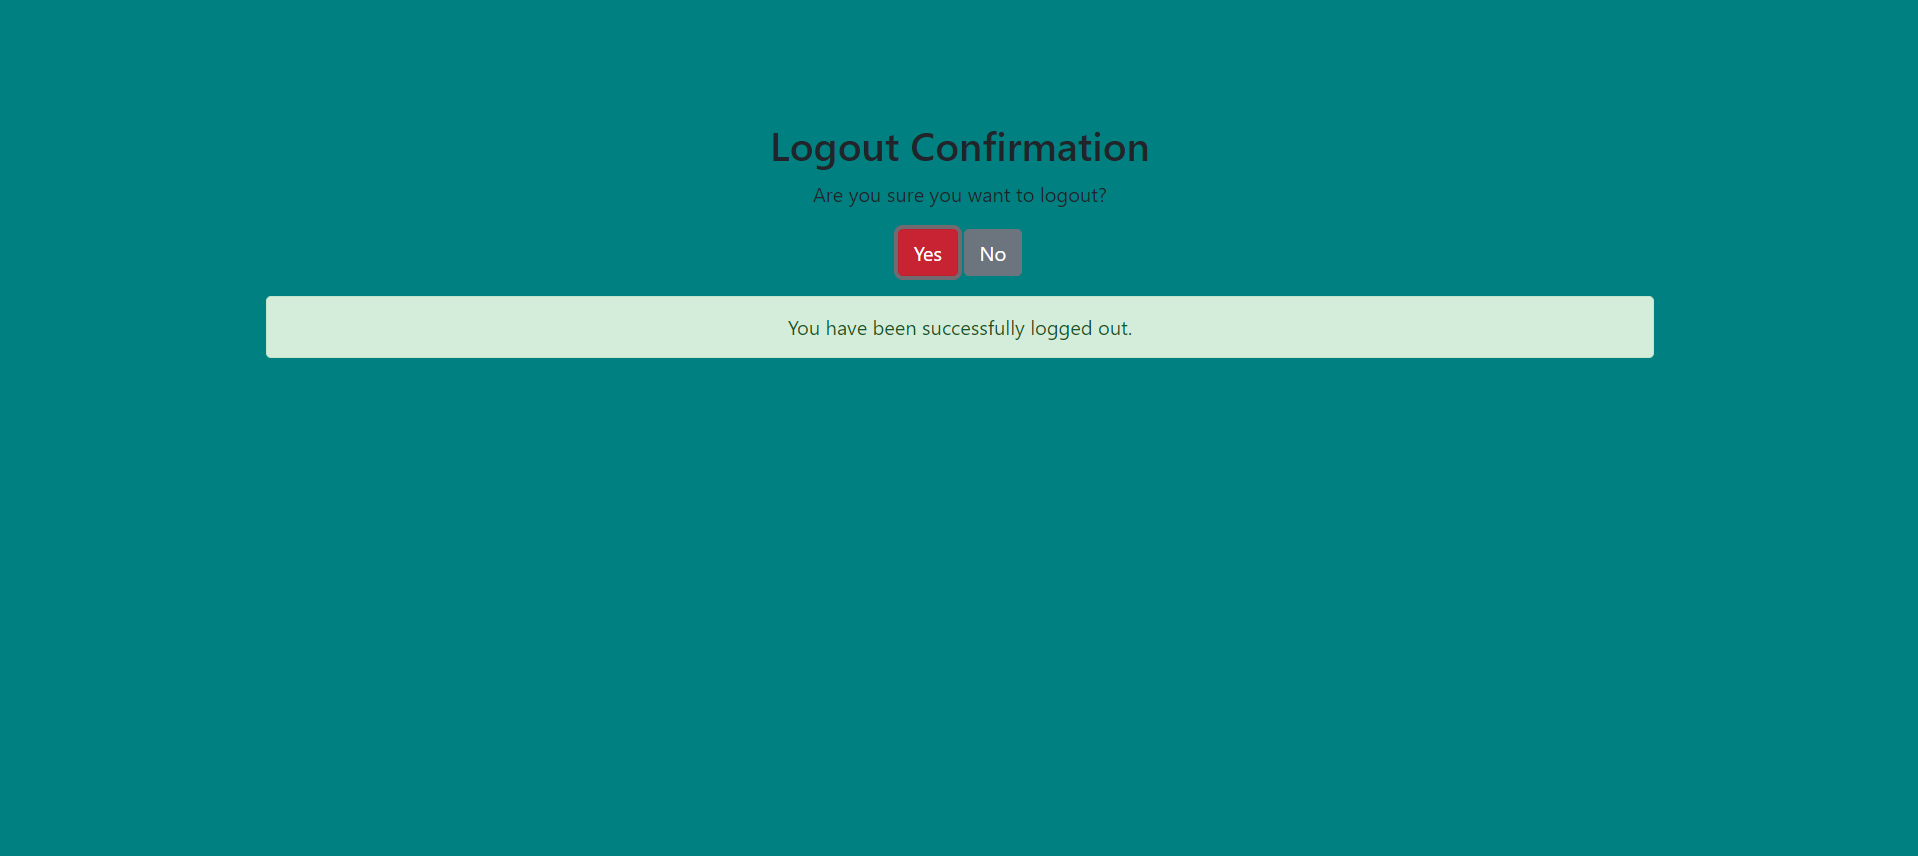 Logout Confirmation
Are you sure you want to logout?
Yes No
You have been successfully logged out.